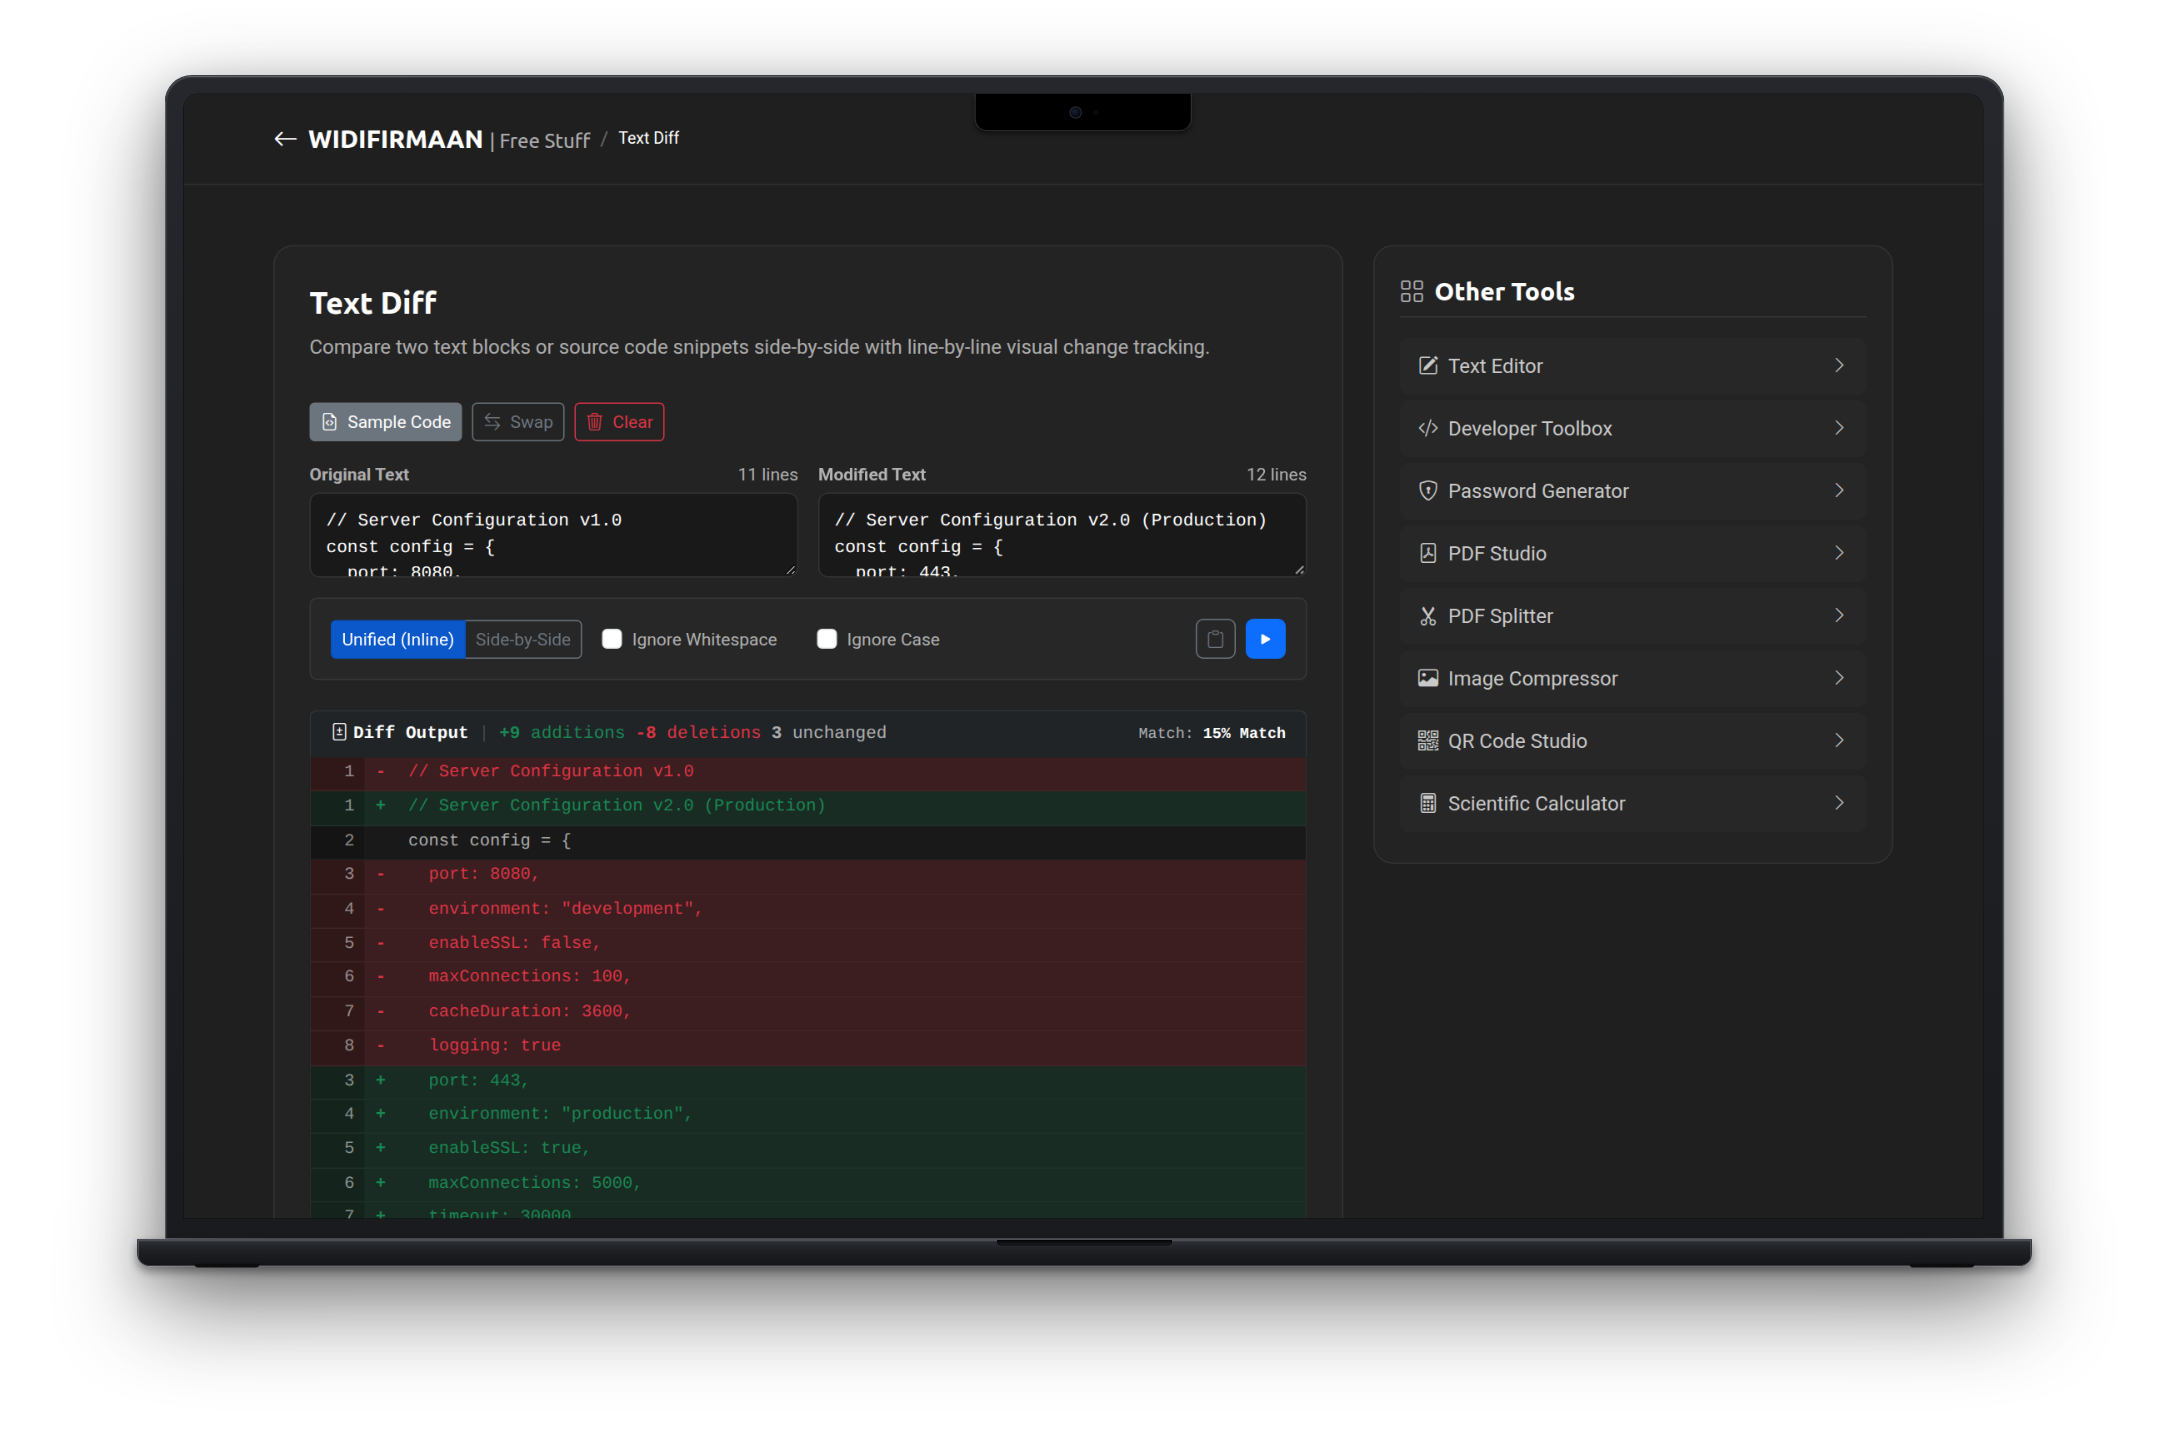 ← WIDIFIRMAAN | Free Stuff / Text Diff
Text Diff
Compare two text blocks or source code snippets side-by-side with line-by-line visual change tracking.
Sample Code Swap Clear
Original Text 11 lines
// Server Configuration v1.0
const config = {
port: 8080,
Modified Text 12 lines
// Server Configuration v2.0 (Production)
const config = {
port: 443,
Unified (Inline) Side-by-Side Ignore Whitespace Ignore Case
Diff Output | +9 additions -8 deletions 3 unchanged Match: 15% Match
1 - // Server Configuration v1.0
1 + // Server Configuration v2.0 (Production)
2 const config = {
3 - port: 8080,
4 - environment: "development",
5 - enableSSL: false,
6 - maxConnections: 100,
7 - cacheDuration: 3600,
8 - logging: true
3 + port: 443,
4 + environment: "production",
5 + enableSSL: true,
6 + maxConnections: 5000,
7 + timeout: 30000
Other Tools
Text Editor
Developer Toolbox
Password Generator
PDF Studio
PDF Splitter
Image Compressor
QR Code Studio
Scientific Calculator